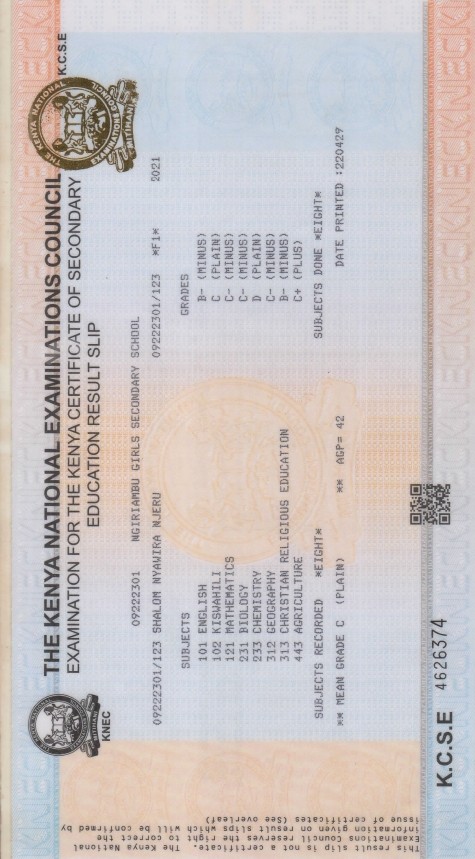 THE KENYA NATIONAL EXAMINATIONS COUNCIL
EXAMINATION FOR THE KENYA CERTIFICATE OF SECONDARY
EDUCATION RESULT SLIP
KNEC
K.C.S.E
09222301 NGIRIAMBU GIRLS SECONDARY SCHOOL
09222301/123 SHALOM NYAWIRA NJERU 09222301/123 *F1* 2021
SUBJECTS GRADES
101 ENGLISH B- (MINUS)
102 KISWAHILI C (PLAIN)
121 MATHEMATICS C- (MINUS)
231 BIOLOGY C- (MINUS)
233 CHEMISTRY D (PLAIN)
312 GEOGRAPHY C- (MINUS)
313 CHRISTIAN RELIGIOUS EDUCATION B- (MINUS)
443 AGRICULTURE C+ (PLUS)
SUBJECTS RECORDED *EIGHT* SUBJECTS DONE *EIGHT*
** MEAN GRADE C (PLAIN) ** AGP= 42 DATE PRINTED :220429
K.C.S.E 4626374
This result slip is not a certificate. The Kenya National
Examinations Council reserves the right to correct the
information given on result slips which will be confirmed by
issue of certificates (See overleaf)